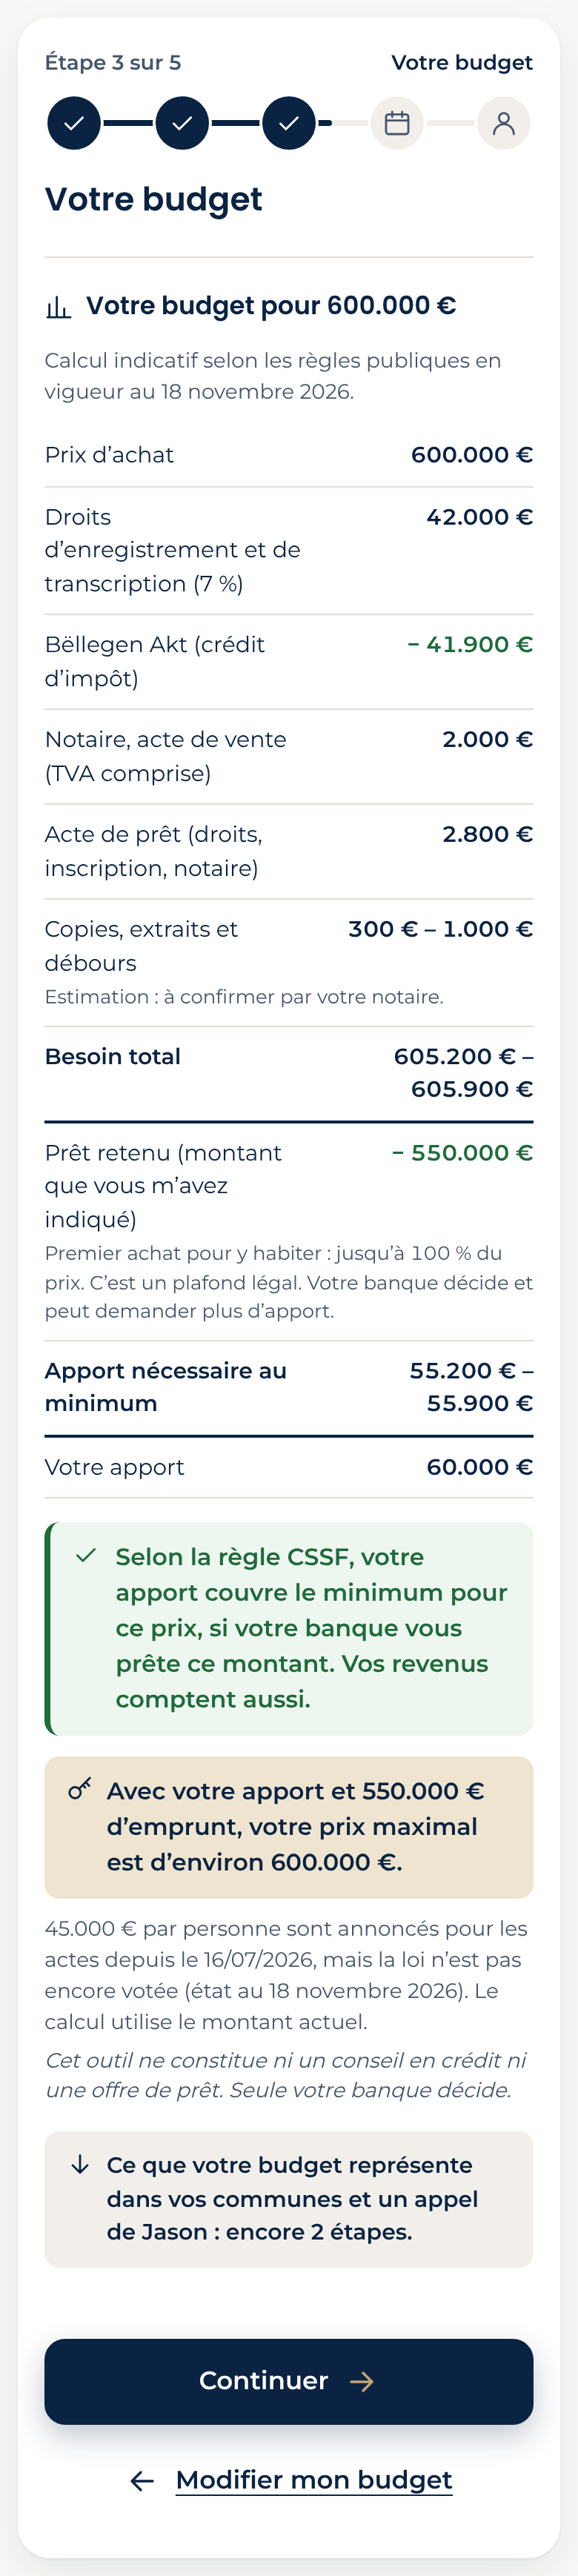 Étape 3 sur 5
Votre budget
Votre budget
Votre budget pour 600.000 €
Calcul indicatif selon les règles publiques en
vigueur au 18 novembre 2026.
Prix d’achat
600.000 €
Droits
d’enregistrement et de
transcription (7 %)
42.000 €
Bëllegen Akt (crédit
d’impôt)
− 41.900 €
Notaire, acte de vente
(TVA comprise)
2.000 €
Acte de prêt (droits,
inscription, notaire)
2.800 €
Copies, extraits et
débours
300 € – 1.000 €
Estimation : à confirmer par votre notaire.
Besoin total
605.200 € –
605.900 €
Prêt retenu (montant
que vous m’avez
indiqué)
− 550.000 €
Premier achat pour y habiter : jusqu’à 100 % du
prix. C’est un plafond légal. Votre banque décide et
peut demander plus d’apport.
Apport nécessaire au
minimum
55.200 € –
55.900 €
Votre apport
60.000 €
Selon la règle CSSF, votre
apport couvre le minimum pour
ce prix, si votre banque vous
prête ce montant. Vos revenus
comptent aussi.
Avec votre apport et 550.000 €
d’emprunt, votre prix maximal
est d’environ 600.000 €.
45.000 € par personne sont annoncés pour les
actes depuis le 16/07/2026, mais la loi n’est pas
encore votée (état au 18 novembre 2026). Le
calcul utilise le montant actuel.
Cet outil ne constitue ni un conseil en crédit ni
une offre de prêt. Seule votre banque décide.
Ce que votre budget représente
dans vos communes et un appel
de Jason : encore 2 étapes.
Continuer
Modifier mon budget